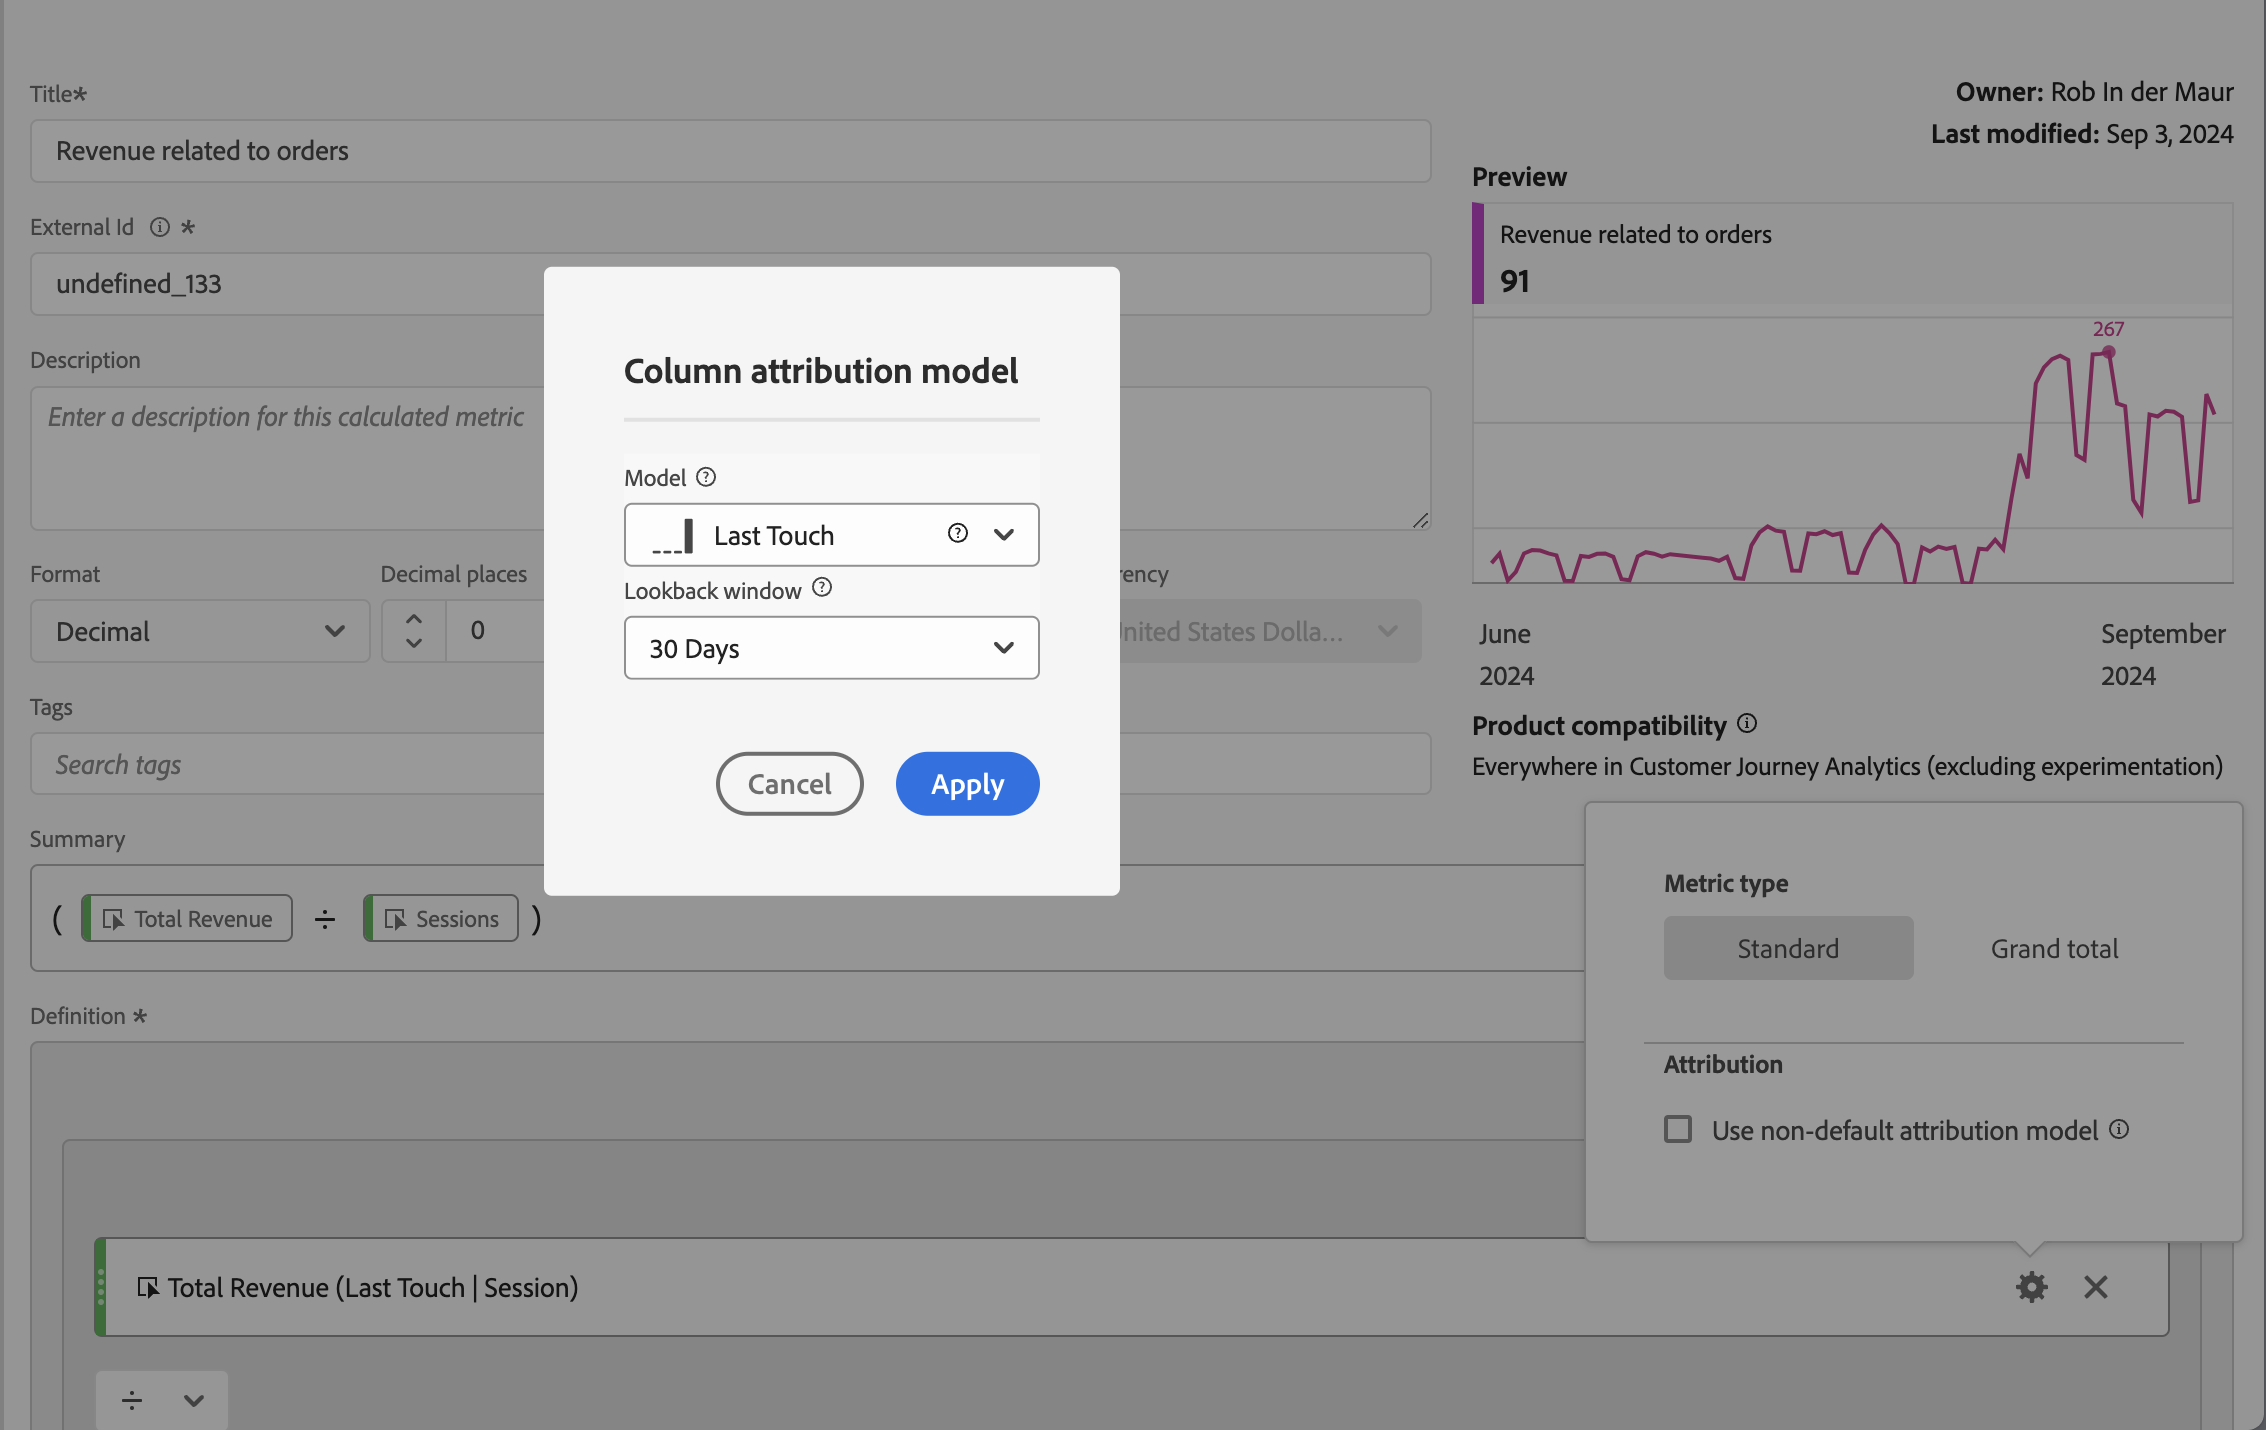 Title*
Revenue related to orders
Owner: Rob In der Maur
Last modified: Sep 3, 2024
External Id *
undefined_133
Description
Enter a description for this calculated metric
Format
Decimal
Decimal places
0
rency
nited States Dolla...
Tags
Search tags
Summary
( Total Revenue ÷ Sessions )
Definition *
Total Revenue (Last Touch | Session)
÷
Column attribution model
Model
Last Touch
Lookback window
30 Days
Cancel
Apply
Preview
Revenue related to orders
91
267
June
2024
September
2024
Product compatibility
Everywhere in Customer Journey Analytics (excluding experimentation)
Metric type
Standard
Grand total
Attribution
Use non-default attribution model